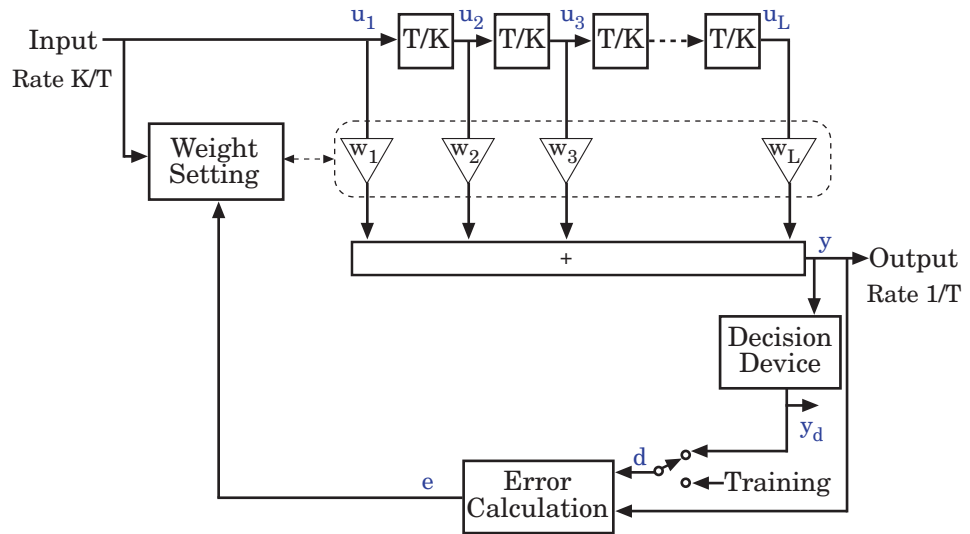 u1 u2 u3 uL
Input T/K T/K T/K T/K
Rate K/T
Weight
Setting
w1 w2 w3 wL
+
y
Output
Rate 1/T
Decision
Device
yd
d
Training
e
Error
Calculation